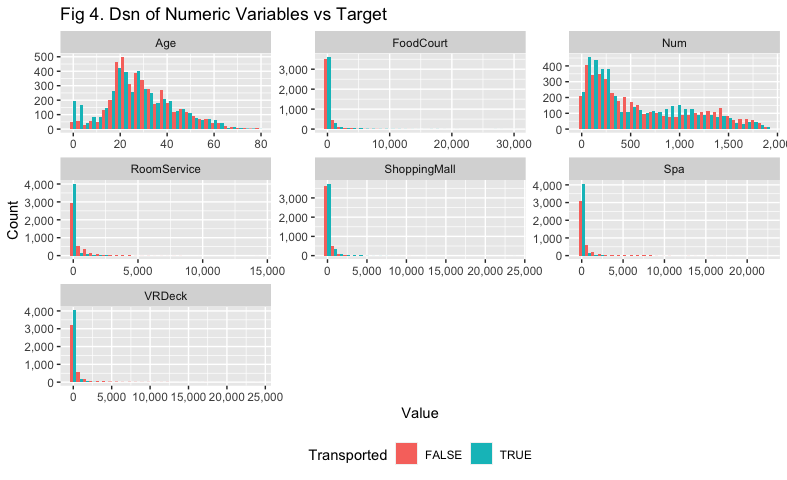 Fig 4. Dsn of Numeric Variables vs Target
Age FoodCourt Num
500
400
300
200
100
0
0 20 40 60 80
3,000
2,000
1,000
0
0 10,000 20,000 30,000
400
300
200
100
0
0 500 1,000 1,500 2,00
RoomService ShoppingMall Spa
4,000
3,000
2,000
1,000
0
0 5,000 10,000 15,000
3,000
2,000
1,000
0
0 5,000 10,000 15,000 20,000 25,000
4,000
3,000
2,000
1,000
0
0 5,000 10,000 15,000 20,000
VRDeck
4,000
3,000
2,000
1,000
0
0 5,000 10,000 15,000 20,000 25,000
Count
Value
Transported FALSE TRUE